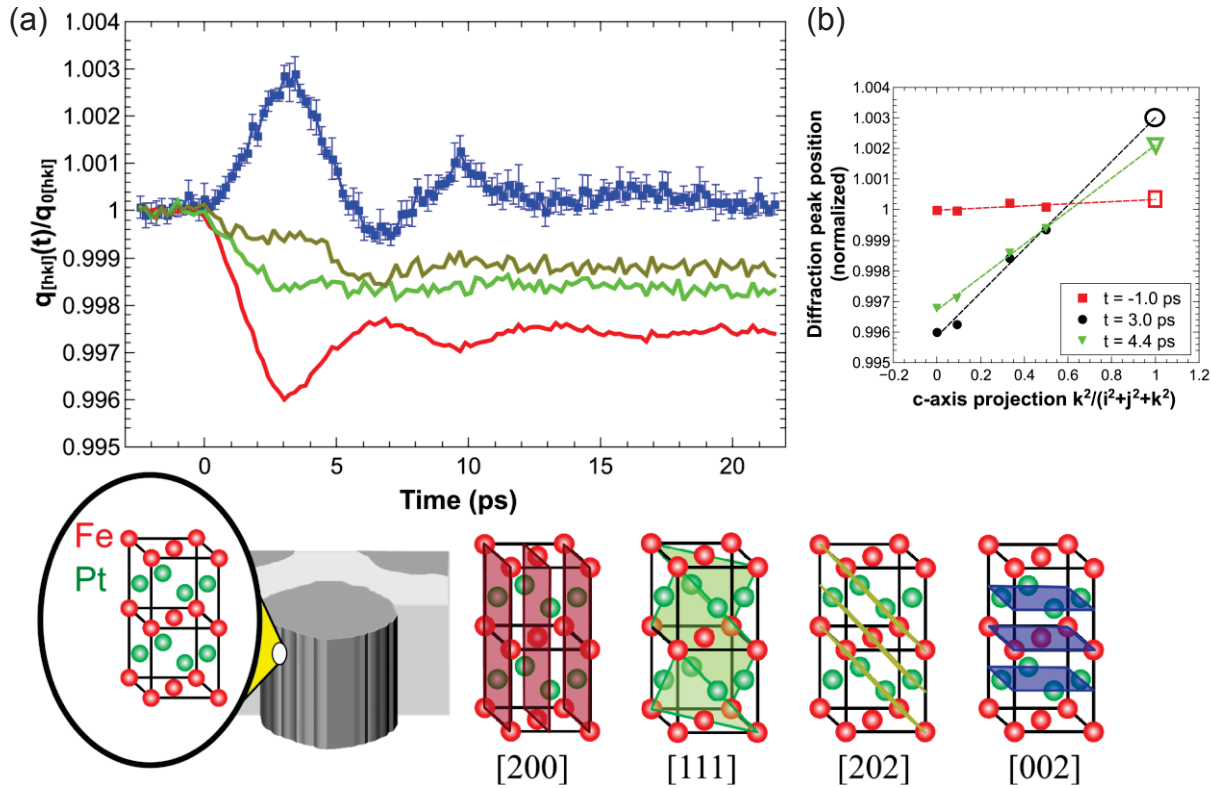 (a)
1.004
1.003
1.002
1.001
1
0.999
0.998
0.997
0.996
0.995
q[hkl](t)/q0[hkl]
0 5 10 15 20
Time (ps)
(b)
1.004
1.003
1.002
1.001
1
0.999
0.998
0.997
0.996
0.995
Diffraction peak position
(normalized)
t = -1.0 ps
t = 3.0 ps
t = 4.4 ps
−0.2 0 0.2 0.4 0.6 0.8 1 1.2
c-axis projection k²/(i²+j²+k²)
Fe
Pt
[200] [111] [202] [002]